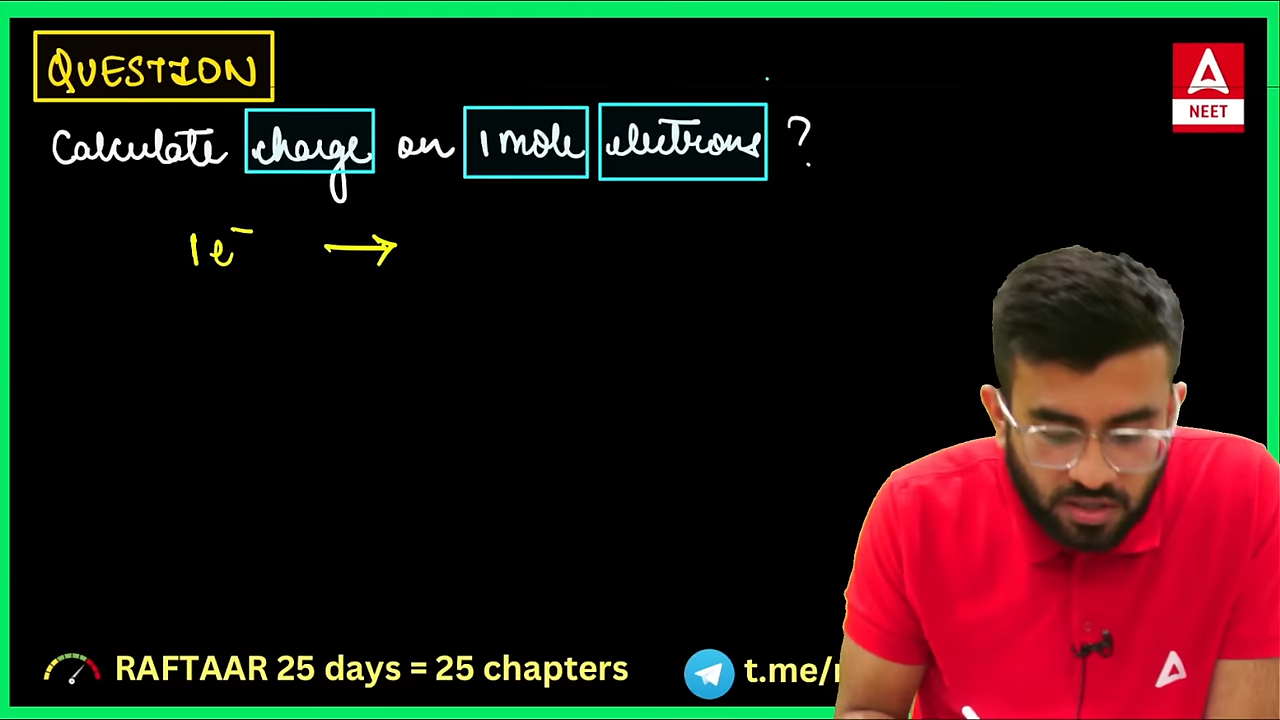 QUESTION
Calculate charge on 1 mole electrons ?
1e⁻ →
NEET
RAFTAAR 25 days = 25 chapters
t.me/